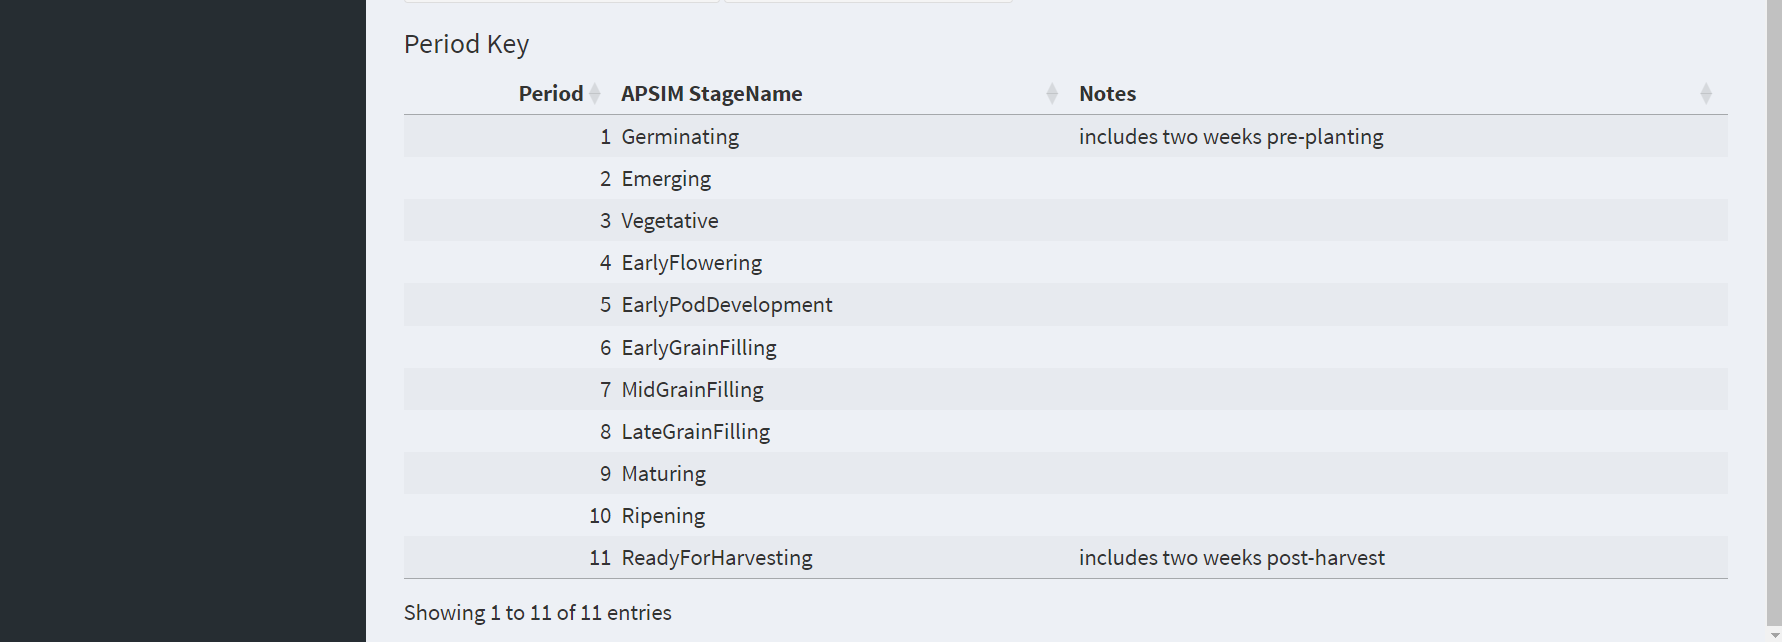 Period Key
Period APSIM StageName Notes
1 Germinating includes two weeks pre-planting
2 Emerging
3 Vegetative
4 EarlyFlowering
5 EarlyPodDevelopment
6 EarlyGrainFilling
7 MidGrainFilling
8 LateGrainFilling
9 Maturing
10 Ripening
11 ReadyForHarvesting includes two weeks post-harvest
Showing 1 to 11 of 11 entries